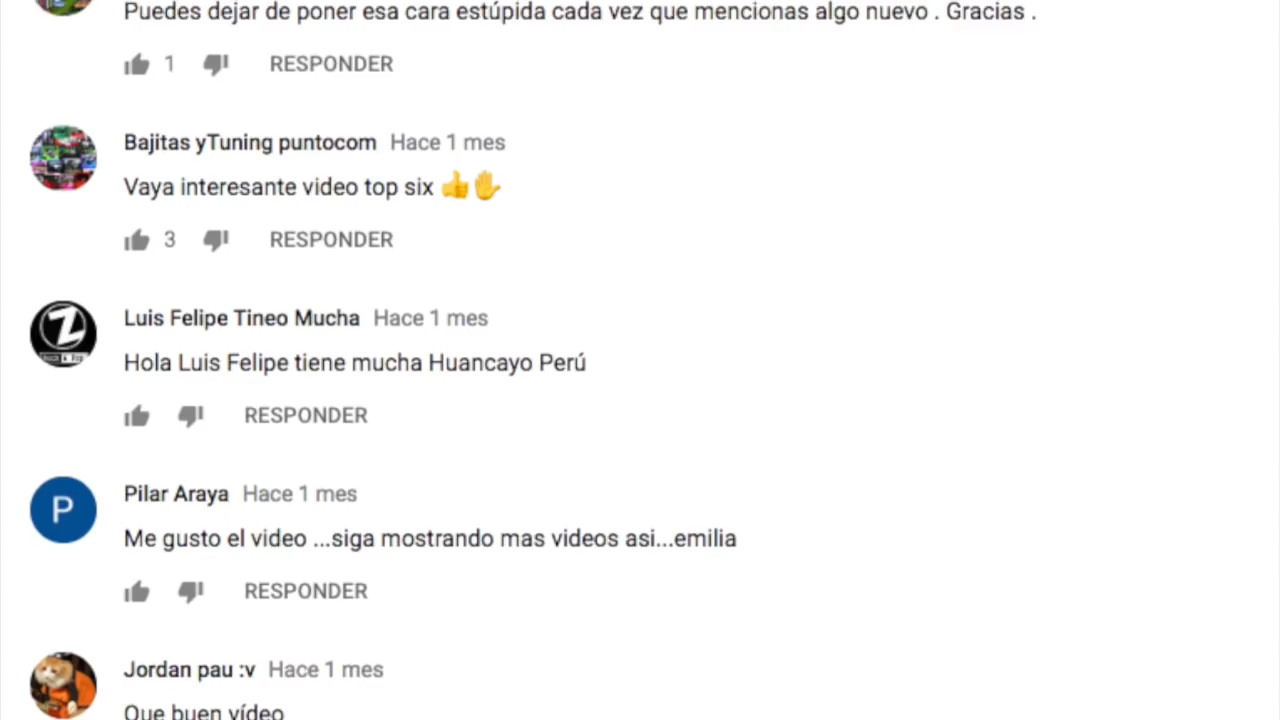 Puedes dejar de poner esa cara estúpida cada vez que mencionas algo nuevo . Gracias .
1 RESPONDER
Bajitas yTuning puntocom Hace 1 mes
Vaya interesante video top six 👍✋
3 RESPONDER
Luis Felipe Tineo Mucha Hace 1 mes
Hola Luis Felipe tiene mucha Huancayo Perú
RESPONDER
P
Pilar Araya Hace 1 mes
Me gusto el video ...siga mostrando mas videos asi...emilia
RESPONDER
Jordan pau :v Hace 1 mes
Que buen vídeo